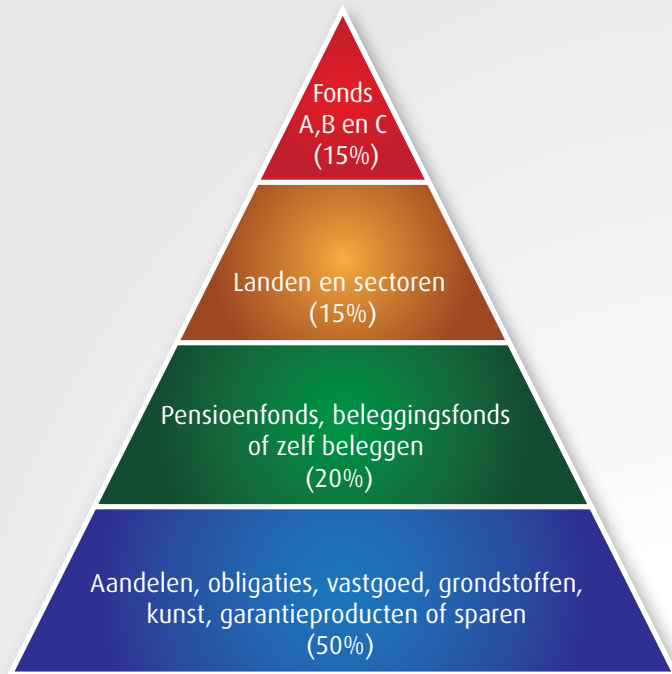 Fonds
A,B en C
(15%)
Landen en sectoren
(15%)
Pensioenfonds, beleggingsfonds
of zelf beleggen
(20%)
Aandelen, obligaties, vastgoed, grondstoffen,
kunst, garantieproducten of sparen
(50%)